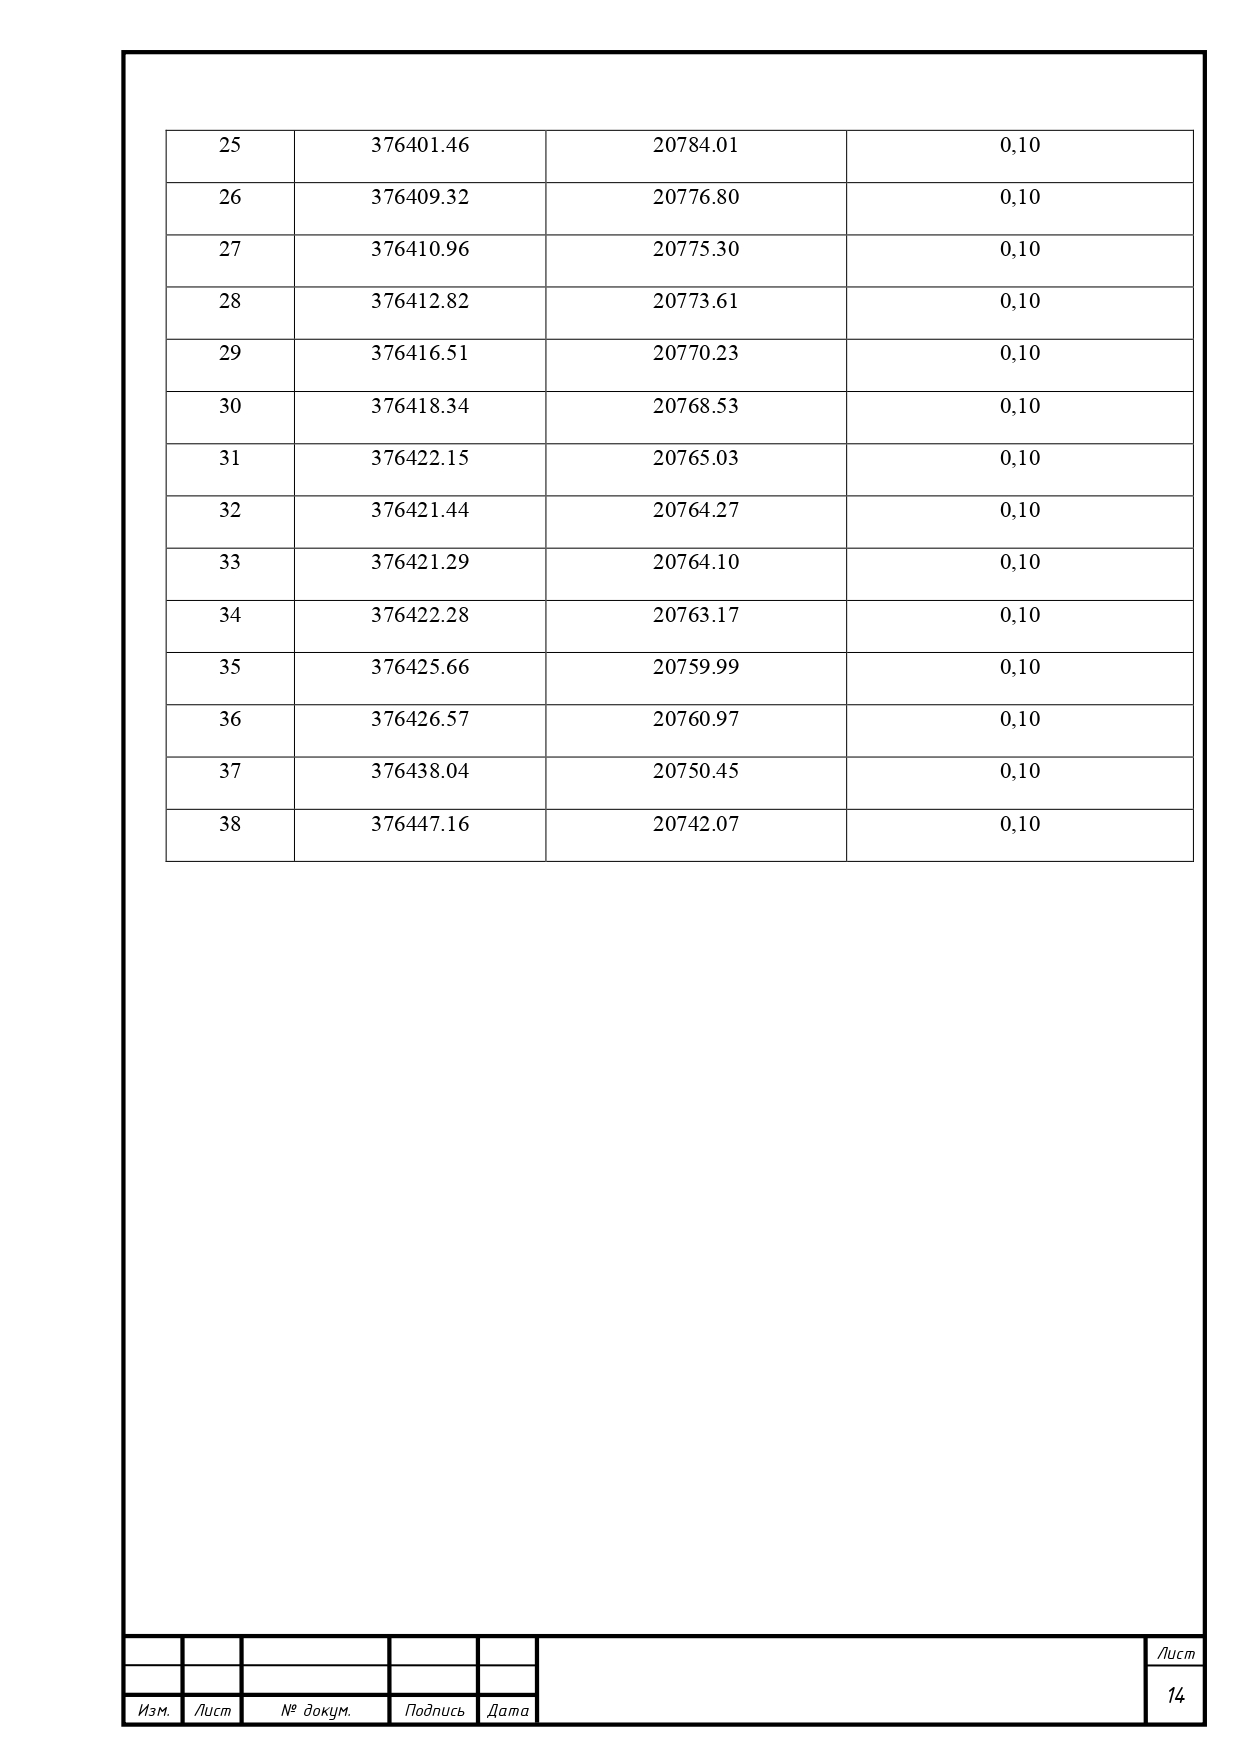 25 376401.46 20784.01 0,10
26 376409.32 20776.80 0,10
27 376410.96 20775.30 0,10
28 376412.82 20773.61 0,10
29 376416.51 20770.23 0,10
30 376418.34 20768.53 0,10
31 376422.15 20765.03 0,10
32 376421.44 20764.27 0,10
33 376421.29 20764.10 0,10
34 376422.28 20763.17 0,10
35 376425.66 20759.99 0,10
36 376426.57 20760.97 0,10
37 376438.04 20750.45 0,10
38 376447.16 20742.07 0,10
Лист
14
Изм. Лист № докум. Подпись Дата